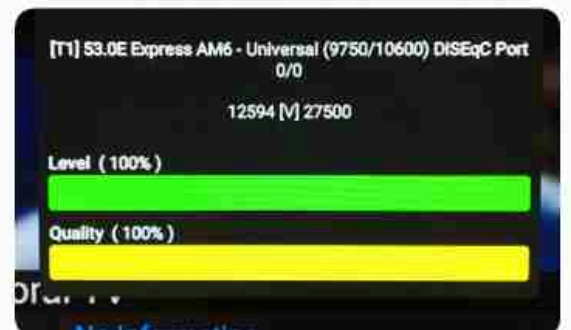 [T1] 53.0E Express AM6 - Universal (9750/10600) DiSEqC Port
0/0
12594 [V] 27500
Level ( 100% )
Quality ( 100% )